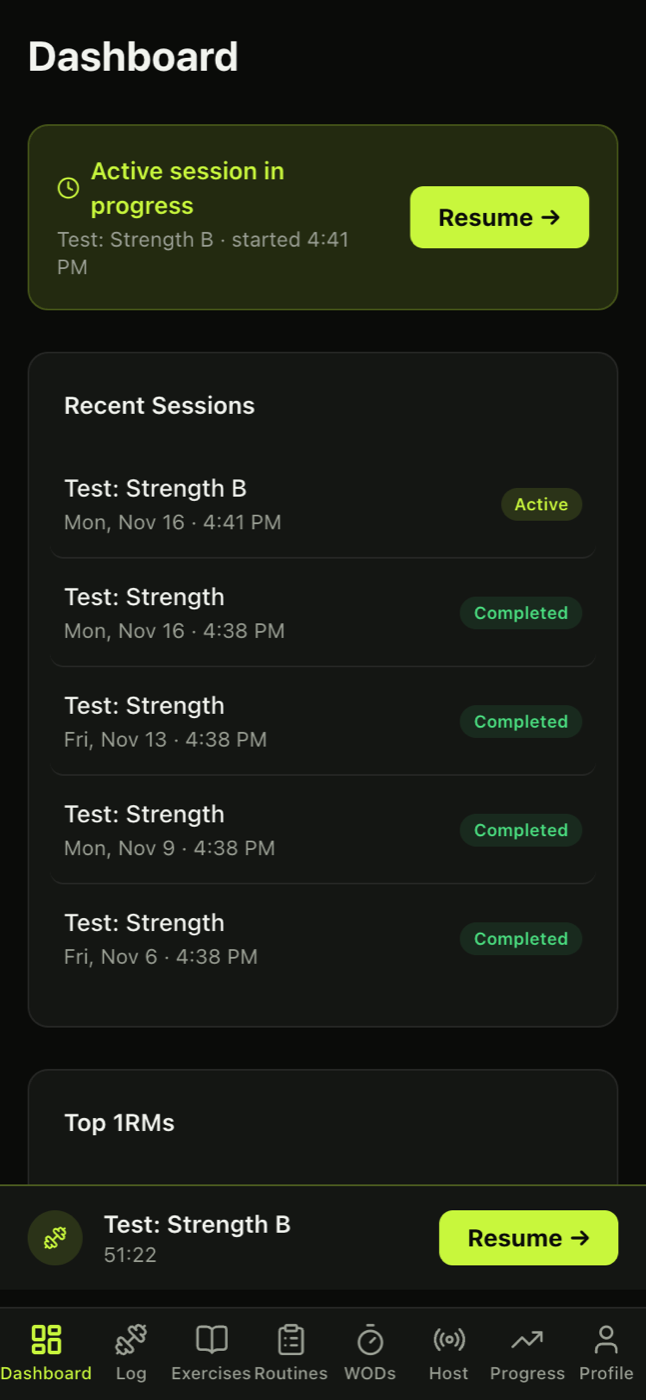 Dashboard
Active session in
progress
Test: Strength B · started 4:41
PM
Resume →
Recent Sessions
Test: Strength B
Mon, Nov 16 · 4:41 PM
Active
Test: Strength
Mon, Nov 16 · 4:38 PM
Completed
Test: Strength
Fri, Nov 13 · 4:38 PM
Completed
Test: Strength
Mon, Nov 9 · 4:38 PM
Completed
Test: Strength
Fri, Nov 6 · 4:38 PM
Completed
Top 1RMs
Test: Strength B
51:22
Resume →
Dashboard Log Exercises Routines WODs Host Progress Profile